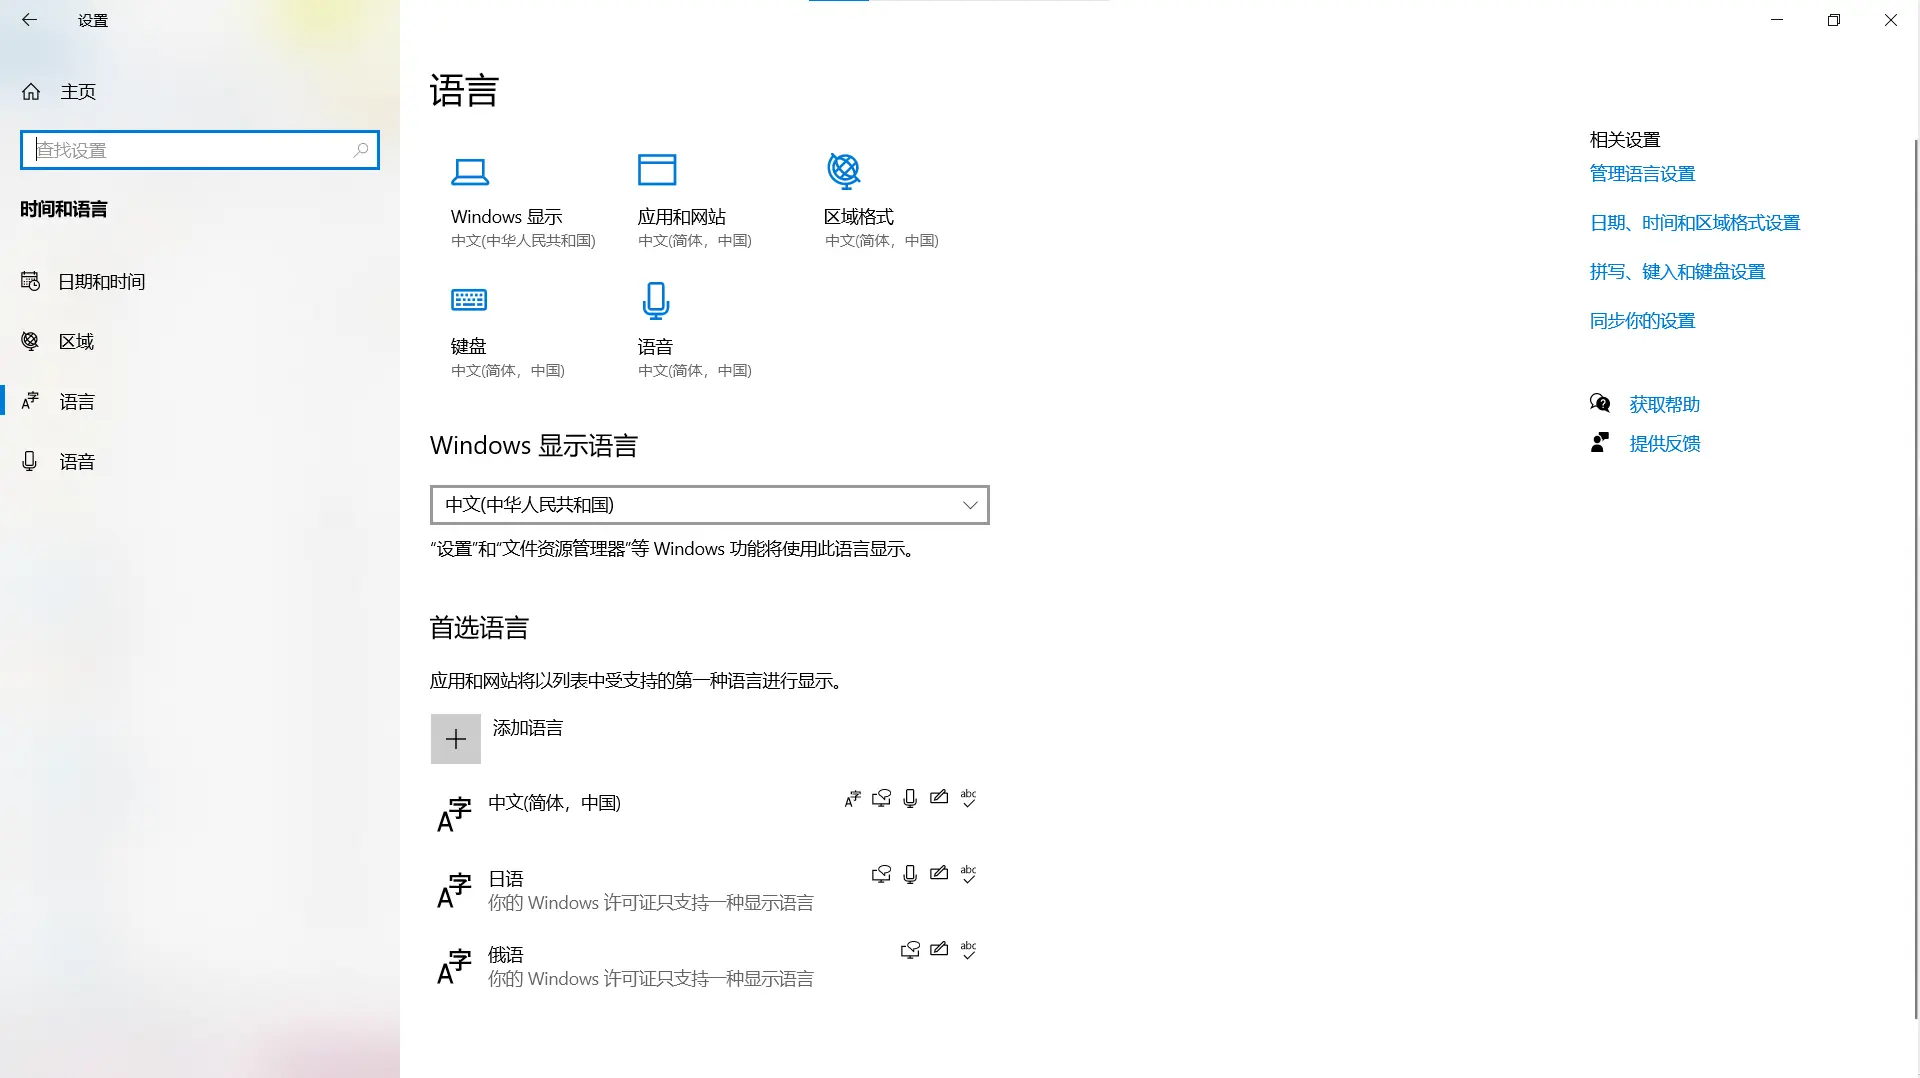 设置
主页
查找设置
时间和语言
日期和时间
区域
语言
语音
语言
Windows 显示
中文(中华人民共和国)
应用和网站
中文(简体，中国)
区域格式
中文(简体，中国)
键盘
中文(简体，中国)
语音
中文(简体，中国)
Windows 显示语言
中文(中华人民共和国)
“设置”和“文件资源管理器”等 Windows 功能将使用此语言显示。
首选语言
应用和网站将以列表中受支持的第一种语言进行显示。
添加语言
中文(简体，中国)
日语
你的 Windows 许可证只支持一种显示语言
俄语
你的 Windows 许可证只支持一种显示语言
相关设置
管理语言设置
日期、时间和区域格式设置
拼写、键入和键盘设置
同步你的设置
获取帮助
提供反馈